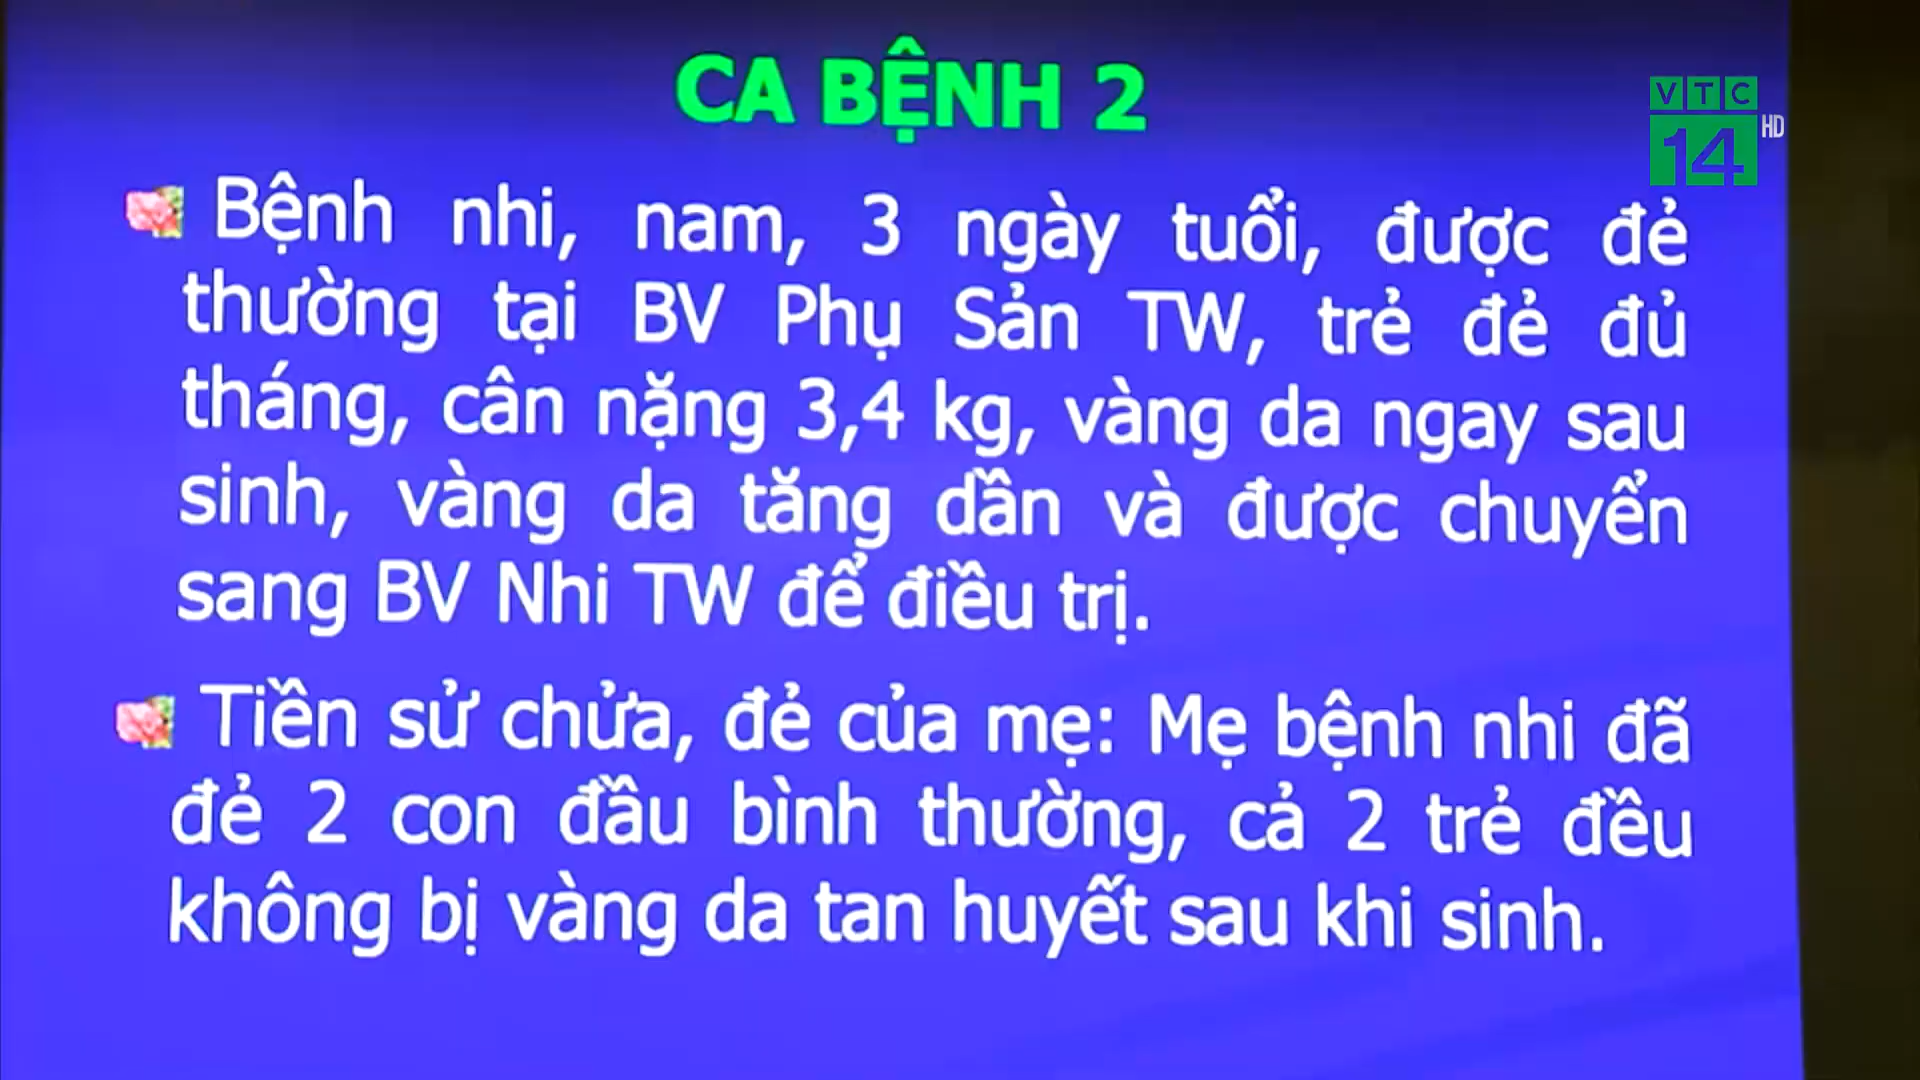 CA BỆNH 2
VTC
14 HD
Bệnh nhi, nam, 3 ngày tuổi, được đẻ
thường tại BV Phụ Sản TW, trẻ đẻ đủ
tháng, cân nặng 3,4 kg, vàng da ngay sau
sinh, vàng da tăng dần và được chuyển
sang BV Nhi TW để điều trị.
Tiền sử chửa, đẻ của mẹ: Mẹ bệnh nhi đã
đẻ 2 con đầu bình thường, cả 2 trẻ đều
không bị vàng da tan huyết sau khi sinh.